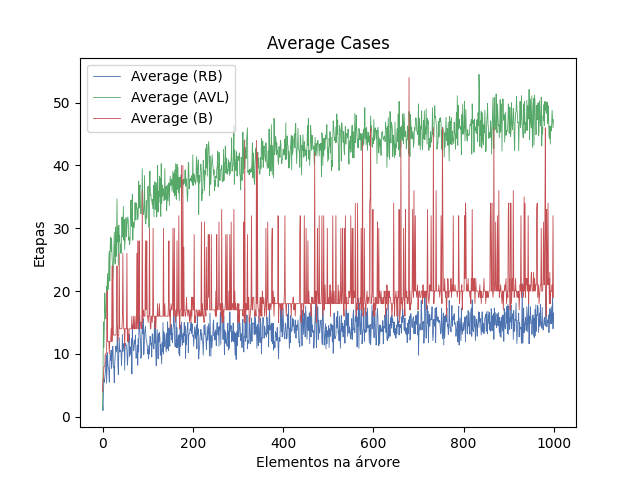 Average Cases
Average (RB)
Average (AVL)
Average (B)
Etapas
50
40
30
20
10
0
0 200 400 600 800 1000
Elementos na árvore